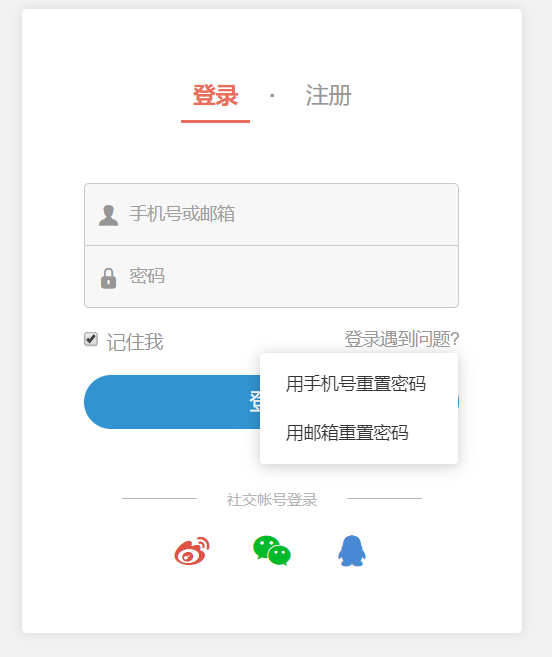 登录 · 注册
手机号或邮箱
密码
记住我 登录遇到问题?
用手机号重置密码
用邮箱重置密码
社交帐号登录